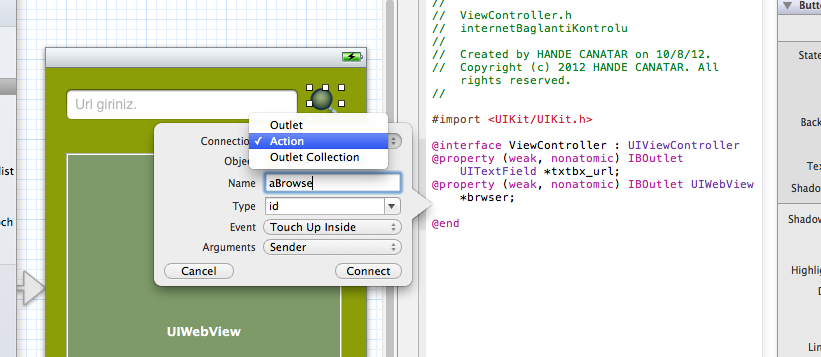 //
//  ViewController.h
//  internetBaglantiKontrolu
//
//  Created by HANDE CANATAR on 10/8/12.
//  Copyright (c) 2012 HANDE CANATAR. All
rights reserved.
//
#import <UIKit/UIKit.h>
@interface ViewController : UIViewController
@property (weak, nonatomic) IBOutlet
UITextField *txtbx_url;
@property (weak, nonatomic) IBOutlet UIWebView
*brwser;
@end
Url giriniz.
Connection
Outlet
✓ Action
Outlet Collection
Objec
Name aBrowse
Type id
Event Touch Up Inside
Arguments Sender
Cancel Connect
UIWebView
list
och
Butto
State
Back
Tex
Shado
Shadow
Highlig
D
Lin